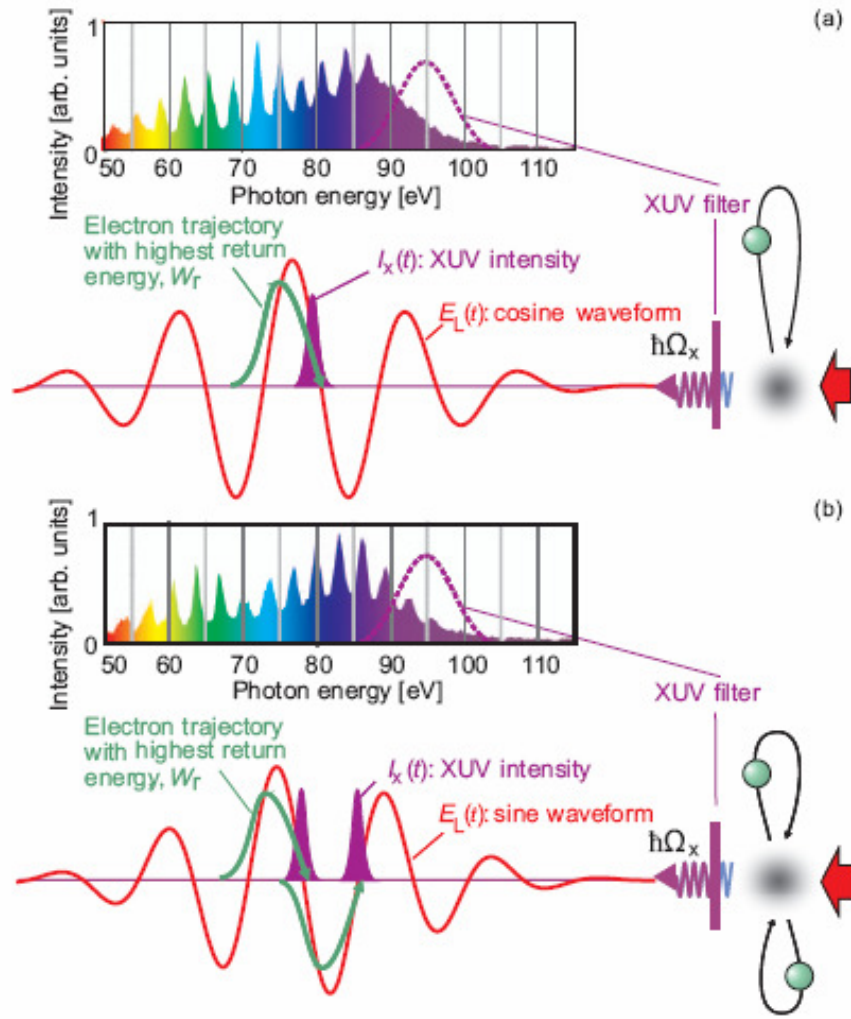 (a)
Intensity [arb. units]
1
0
50 60 70 80 90 100 110
Photon energy [eV]
XUV filter
Electron trajectory
with highest return
energy, Wr
Ix(t): XUV intensity
EL(t): cosine waveform
ħΩx
(b)
Intensity [arb. units]
1
0
50 60 70 80 90 100 110
Photon energy [eV]
XUV filter
Electron trajectory
with highest return
energy, Wr
Ix(t): XUV intensity
EL(t): sine waveform
ħΩx